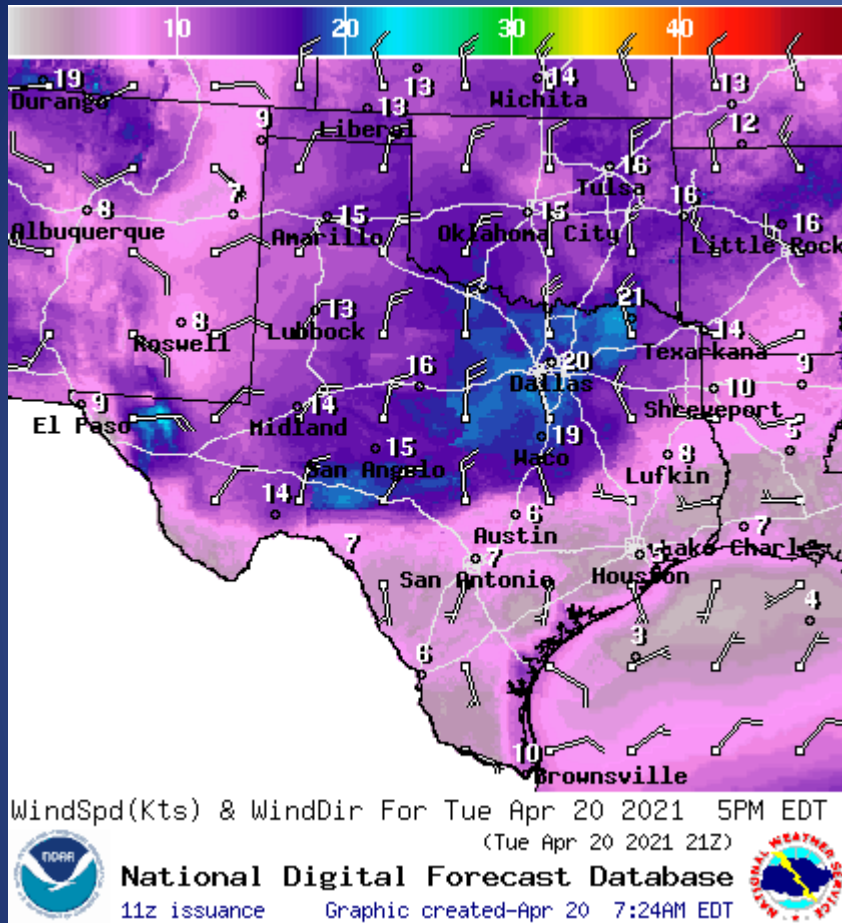 10 20 30 40
19 13 14
Durango 13 Wichita 13
9 Liberal 12
16
8 7 Tulsa
Albuquerque 15 15 16 16
Amarillo Oklahoma City Little Rock
8 13 21 14
Roswell Lubbock Texarkana
16 20 9
9 Dallas 10
El Paso 14 Shreveport
Midland 15 19 8 5
San Angelo Waco Lufkin
14 6 7
7 Austin 5 Lake Charles
7 Houston
San Antonio 4
6 3
10
Brownsville
WindSpd(Kts) & WindDir For Tue Apr 20 2021 5PM EDT
(Tue Apr 20 2021 21Z)
NOAA
NATIONAL WEATHER SERVICE
National Digital Forecast Database
11z issuance Graphic created-Apr 20 7:24AM EDT